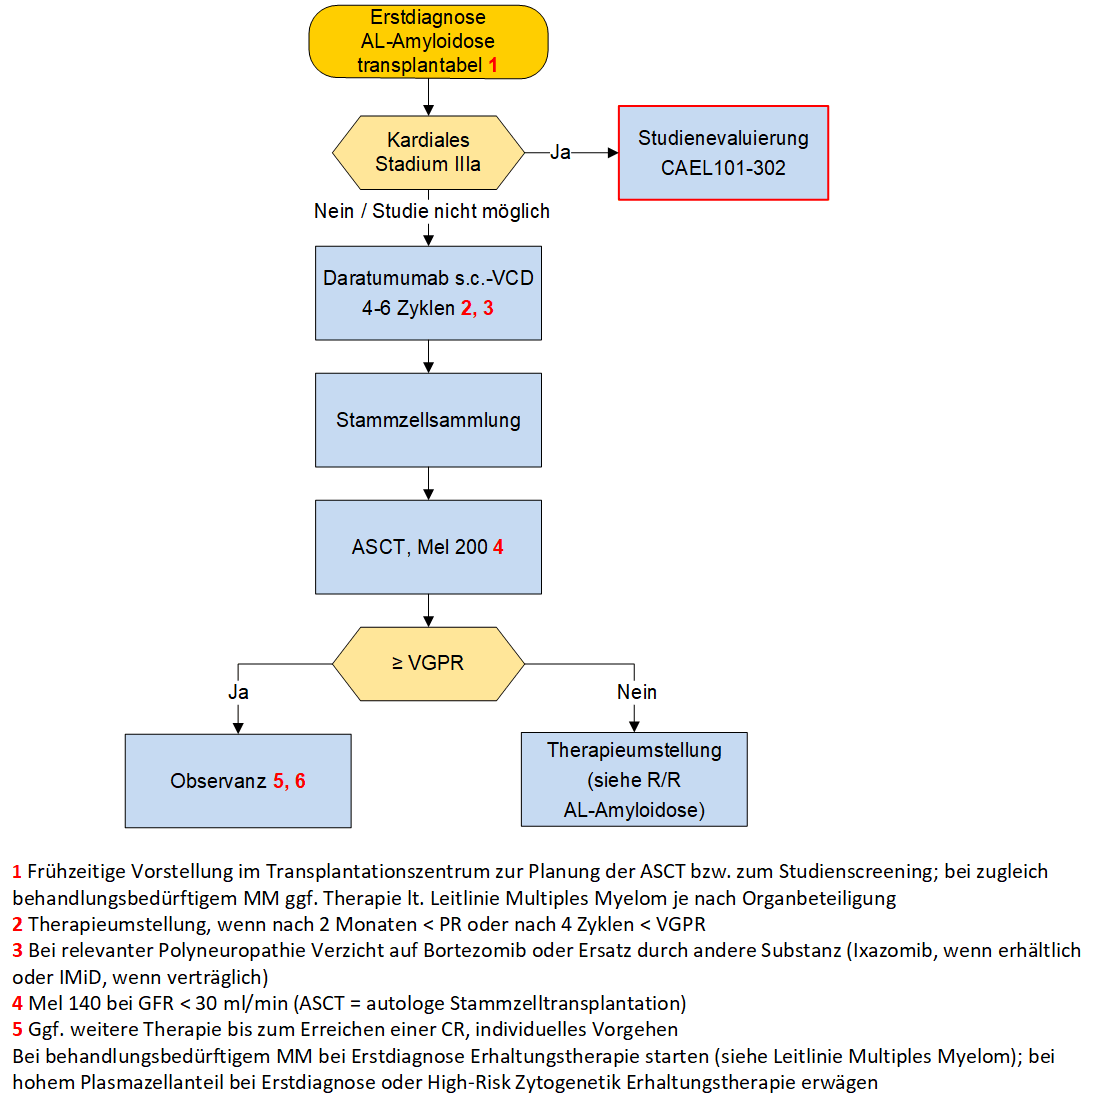 Erstdiagnose
AL-Amyloidose
transplantabel 1
Kardiales
Stadium IIIa
Ja
Studienevaluierung
CAEL101-302
Nein / Studie nicht möglich
Daratumumab s.c.-VCD
4-6 Zyklen 2, 3
Stammzellsammlung
ASCT, Mel 200 4
≥ VGPR
Ja
Nein
Observanz 5, 6
Therapieumstellung
(siehe R/R
AL-Amyloidose)
1 Frühzeitige Vorstellung im Transplantationszentrum zur Planung der ASCT bzw. zum Studienscreening; bei zugleich
behandlungsbedürftigem MM ggf. Therapie lt. Leitlinie Multiples Myelom je nach Organbeteiligung
2 Therapieumstellung, wenn nach 2 Monaten < PR oder nach 4 Zyklen < VGPR
3 Bei relevanter Polyneuropathie Verzicht auf Bortezomib oder Ersatz durch andere Substanz (Ixazomib, wenn erhältlich
oder IMiD, wenn verträglich)
4 Mel 140 bei GFR < 30 ml/min (ASCT = autologe Stammzelltransplantation)
5 Ggf. weitere Therapie bis zum Erreichen einer CR, individuelles Vorgehen
Bei behandlungsbedürftigem MM bei Erstdiagnose Erhaltungstherapie starten (siehe Leitlinie Multiples Myelom); bei
hohem Plasmazellanteil bei Erstdiagnose oder High-Risk Zytogenetik Erhaltungstherapie erwägen